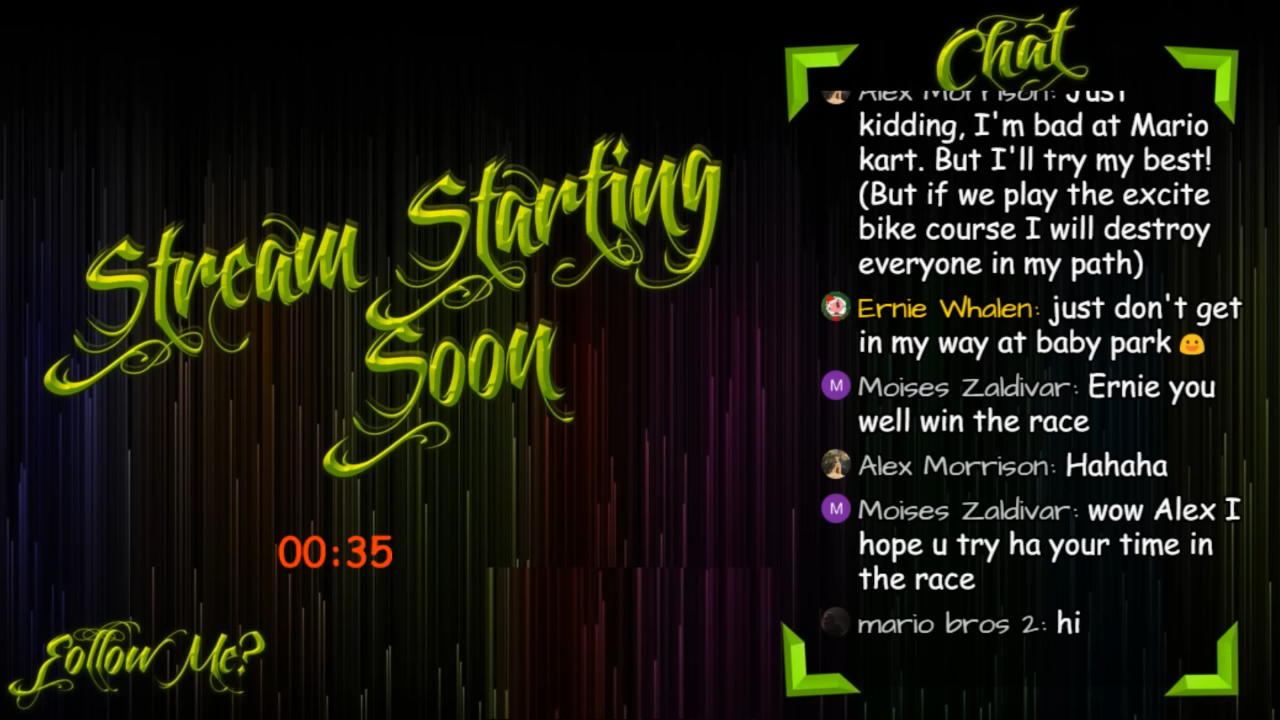 Stream Starting
Soon
00:35
Follow Me?
Chat
Alex Morrison: Just
kidding, I'm bad at Mario
kart. But I'll try my best!
(But if we play the excite
bike course I will destroy
everyone in my path)
Ernie Whalen: just don't get
in my way at baby park
M Moises Zaldivar: Ernie you
well win the race
Alex Morrison: Hahaha
M Moises Zaldivar: wow Alex I
hope u try ha your time in
the race
mario bros 2: hi